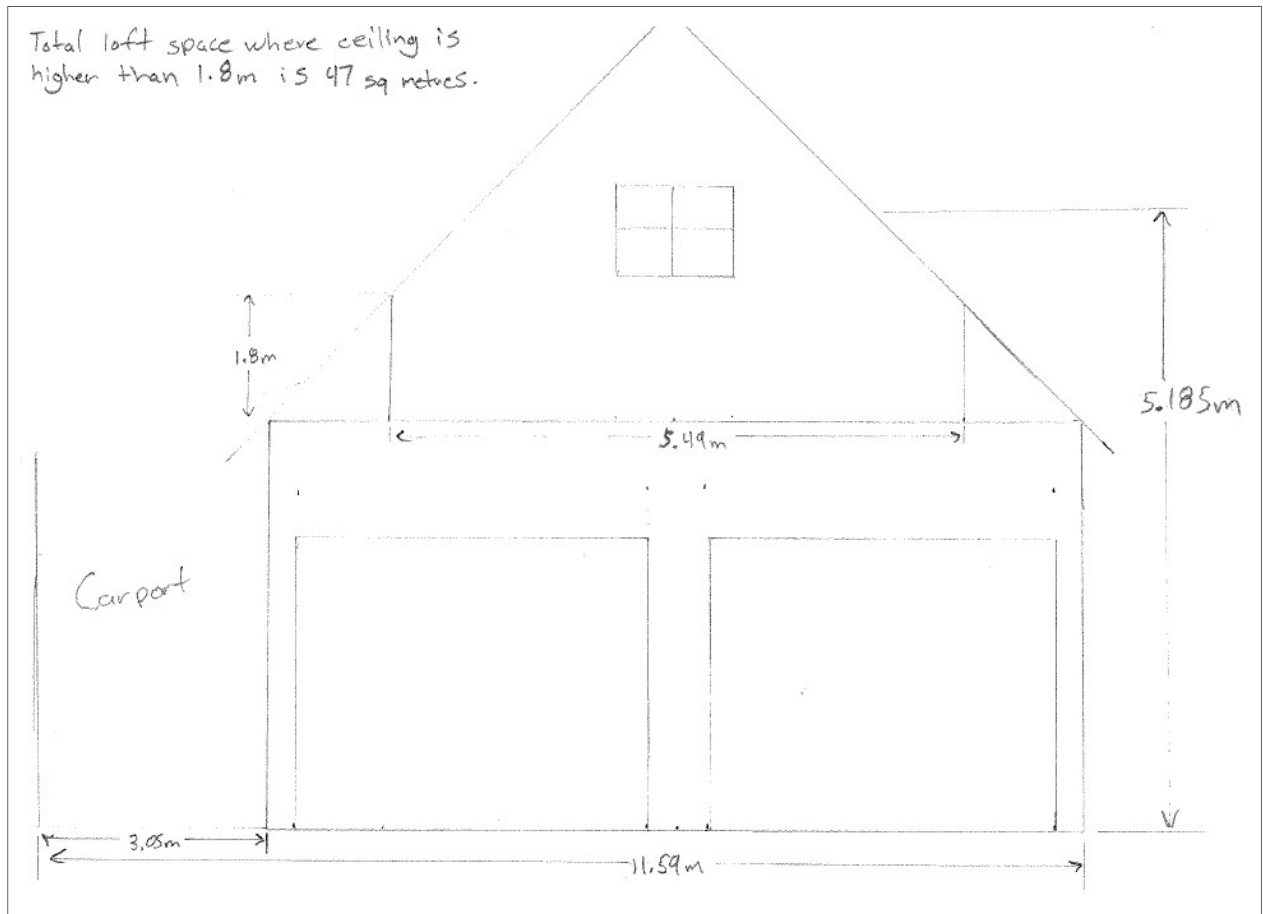 Total loft space where ceiling is
higher than 1.8m is 47 sq metres.
1.8m
5.185m
5.49m
Carport
3.05m
11.59m